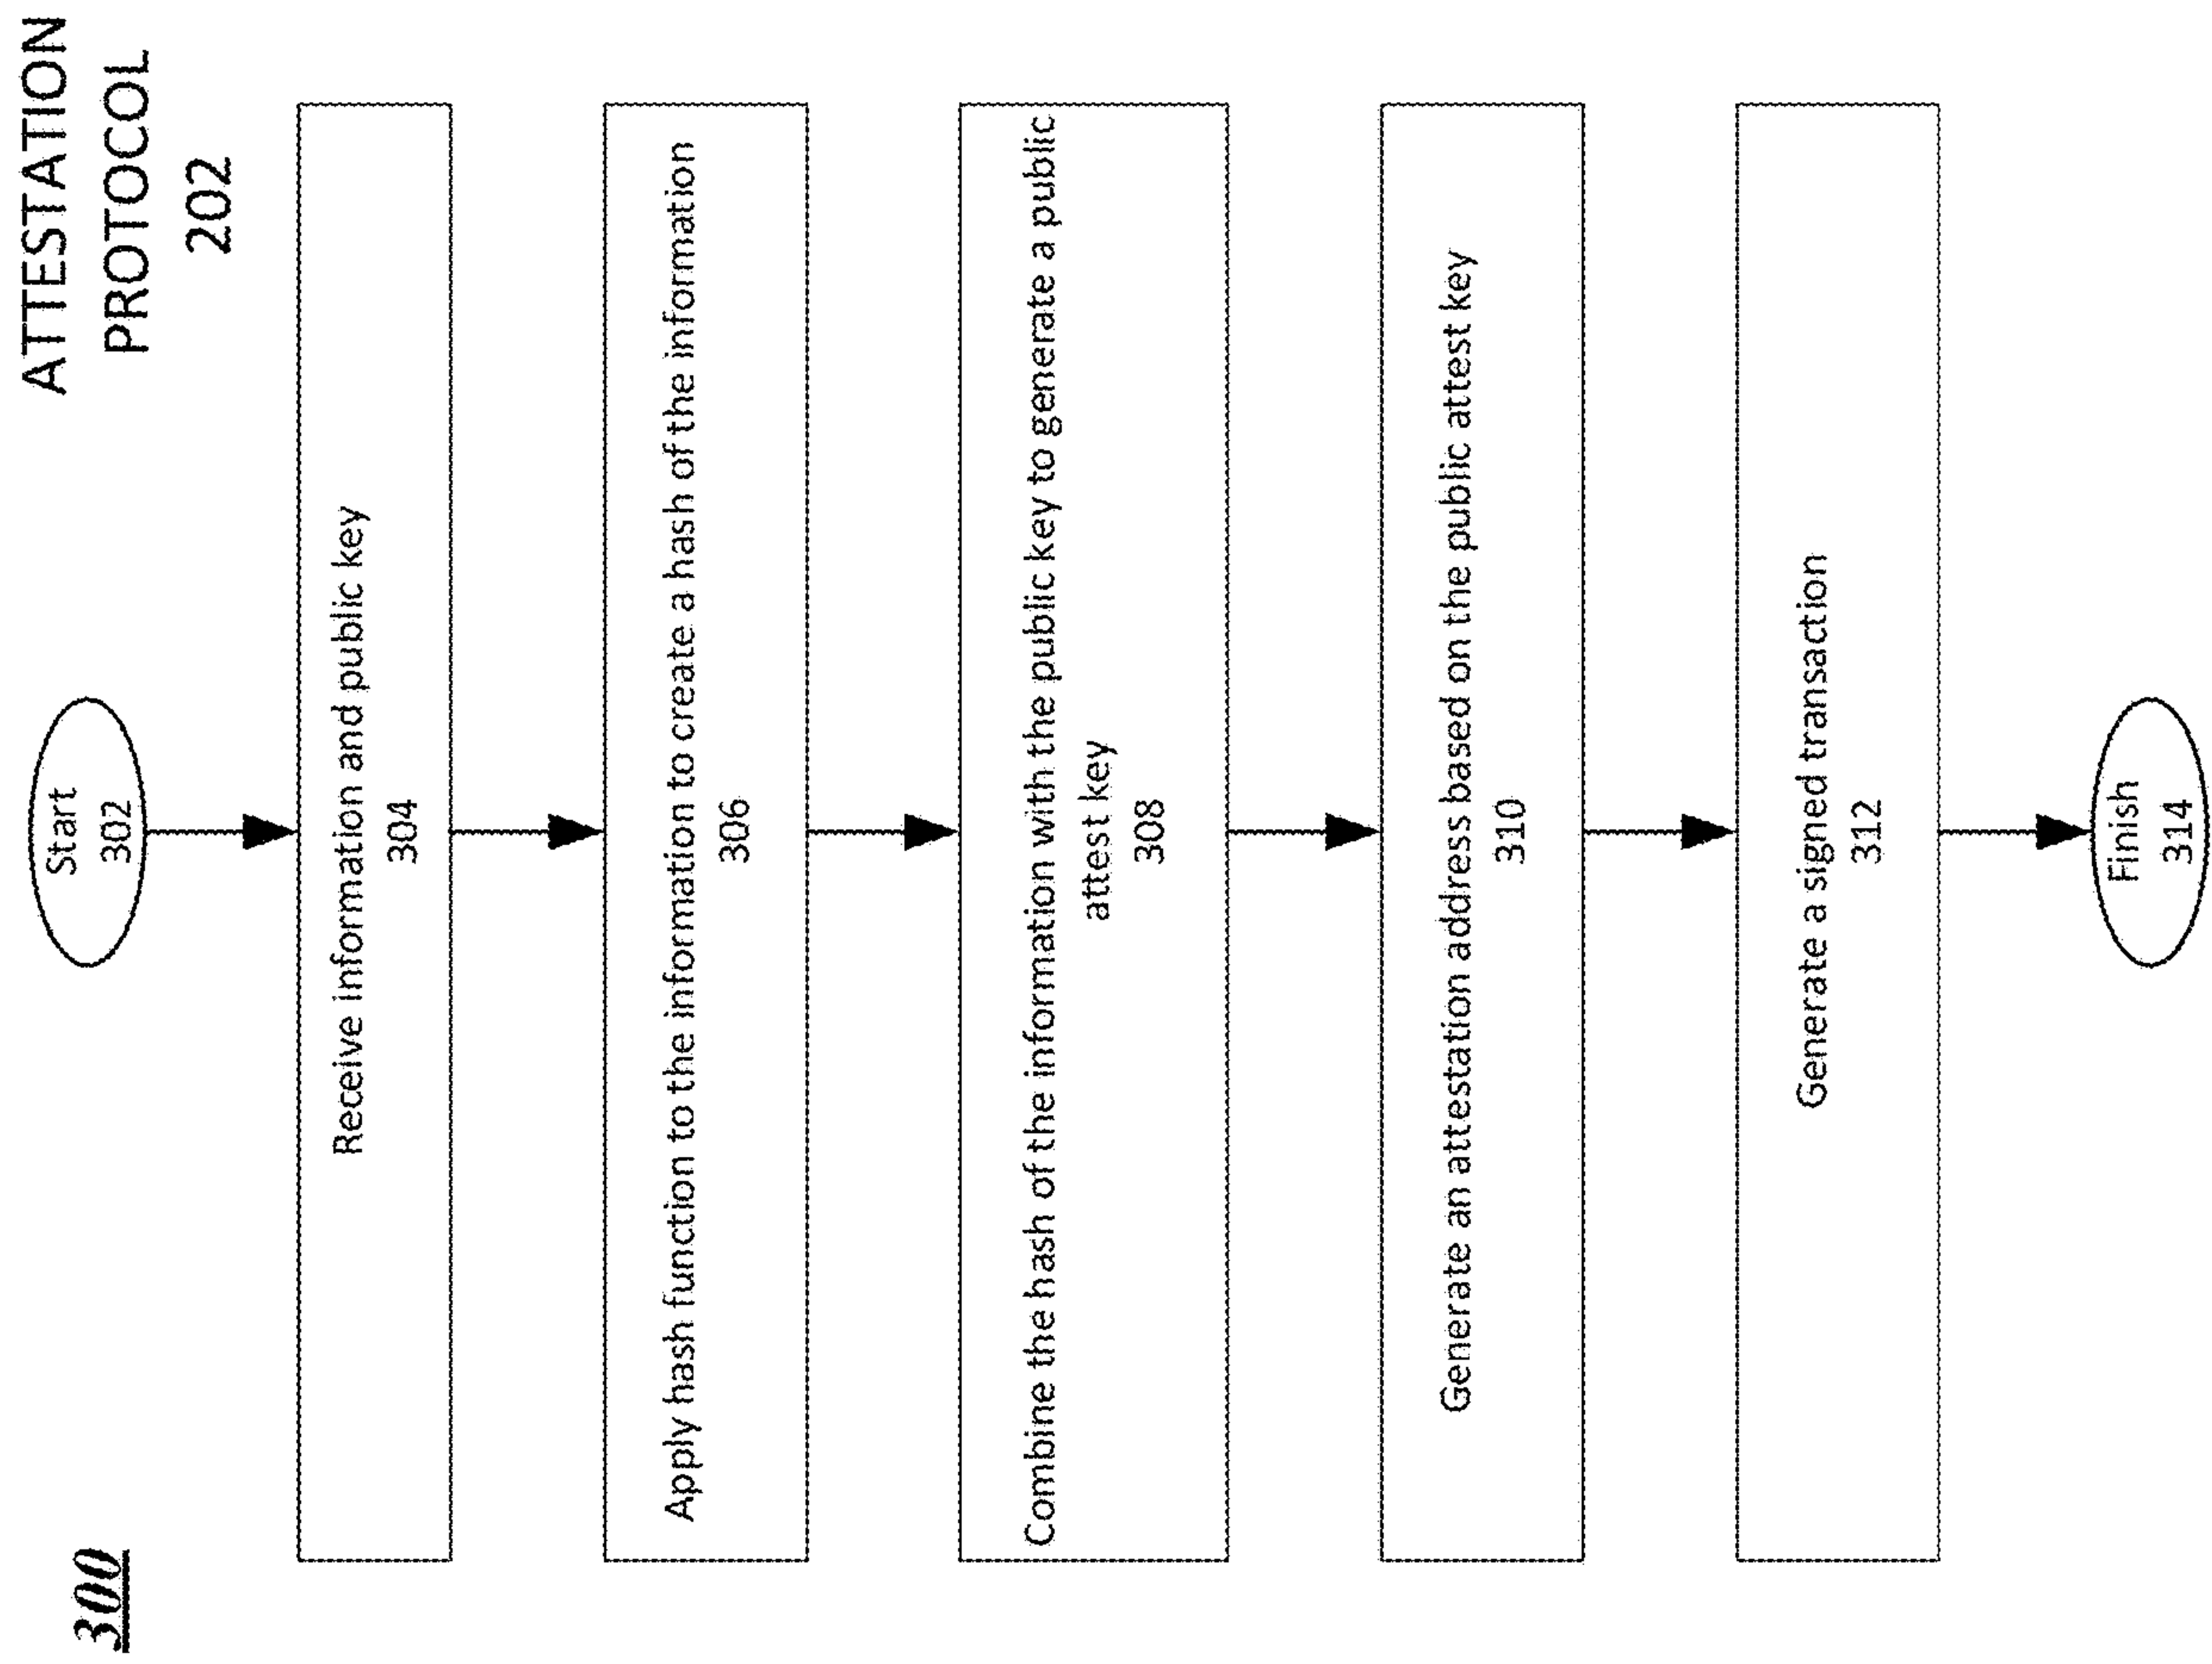 300
ATTESTATION
PROTOCOL
202
Start
302
Receive information and public key
304
Apply hash function to the information to create a hash of the information
306
Combine the hash of the information with the public key to generate a public
attest key
308
Generate an attestation address based on the public attest key
310
Generate a signed transaction
312
Finish
314